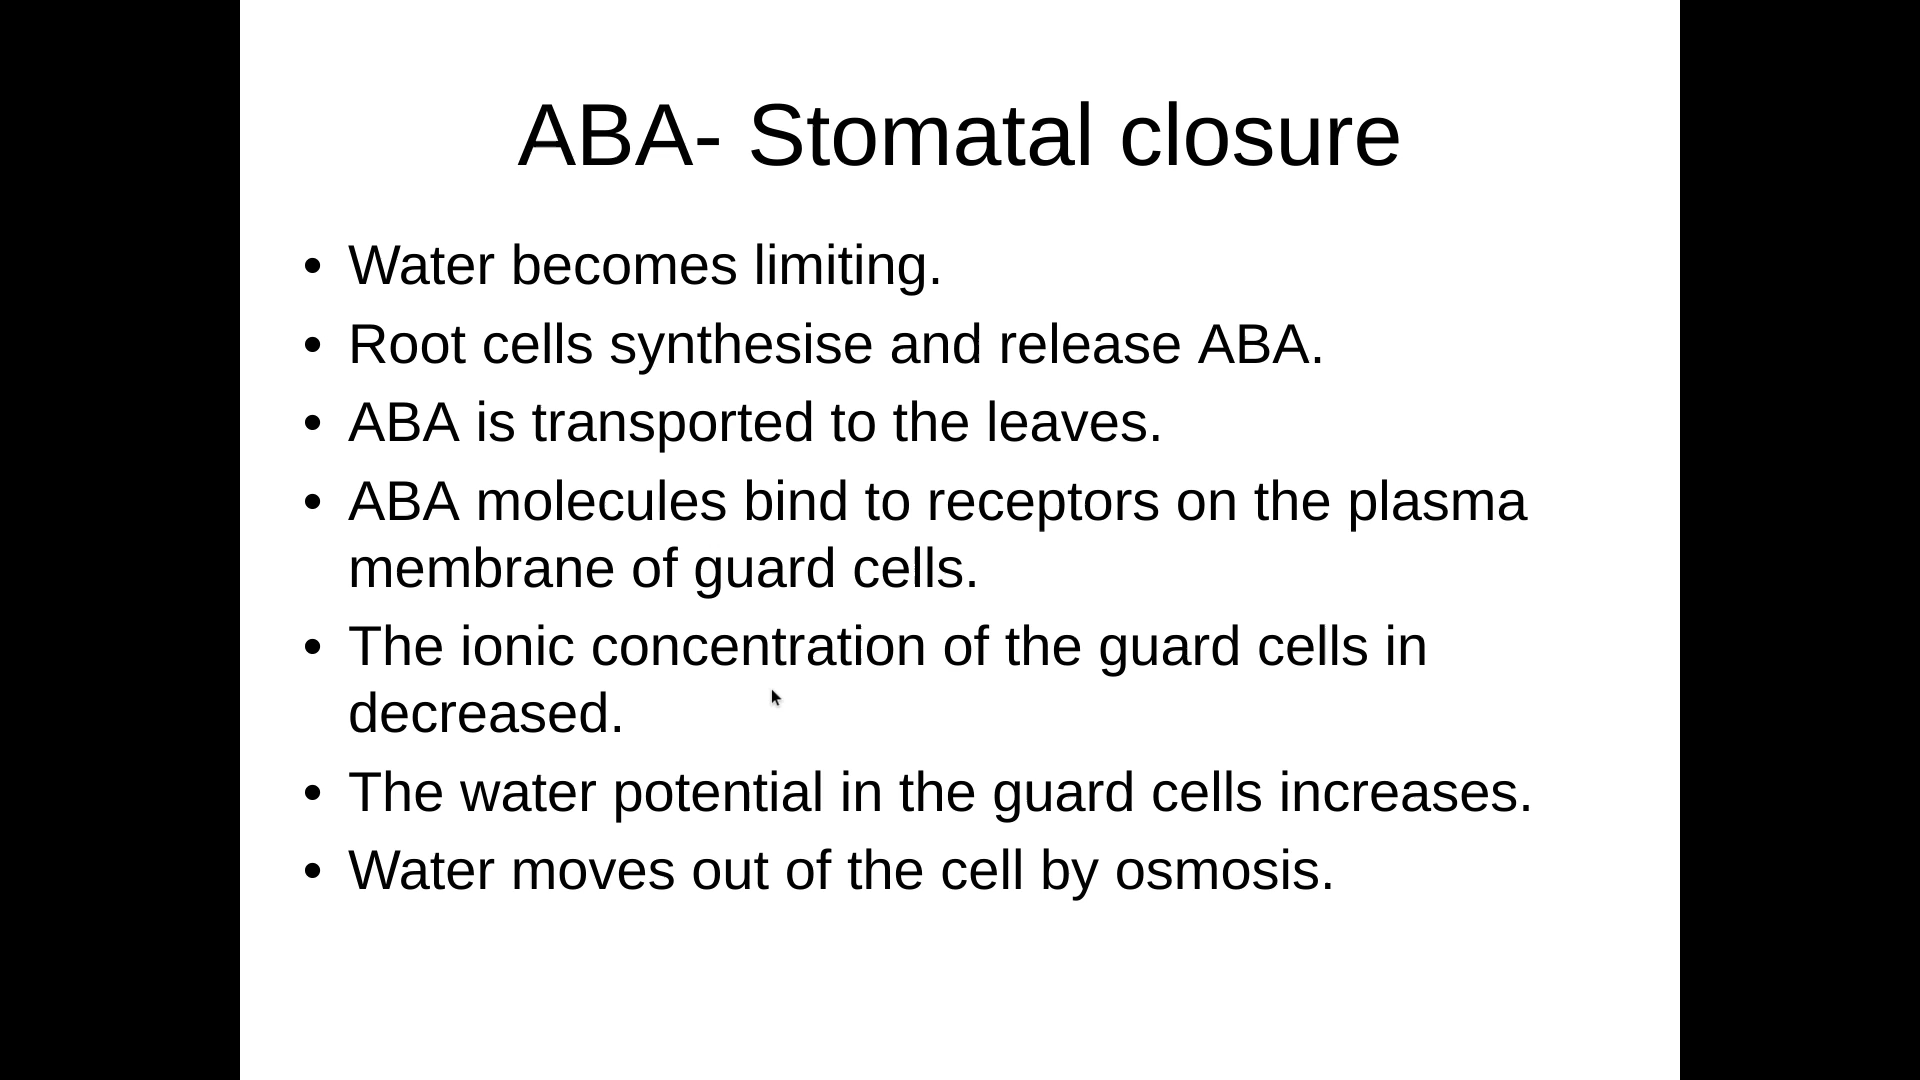 ABA- Stomatal closure
• Water becomes limiting.
• Root cells synthesise and release ABA.
• ABA is transported to the leaves.
• ABA molecules bind to receptors on the plasma
membrane of guard cells.
• The ionic concentration of the guard cells in
decreased.
• The water potential in the guard cells increases.
• Water moves out of the cell by osmosis.